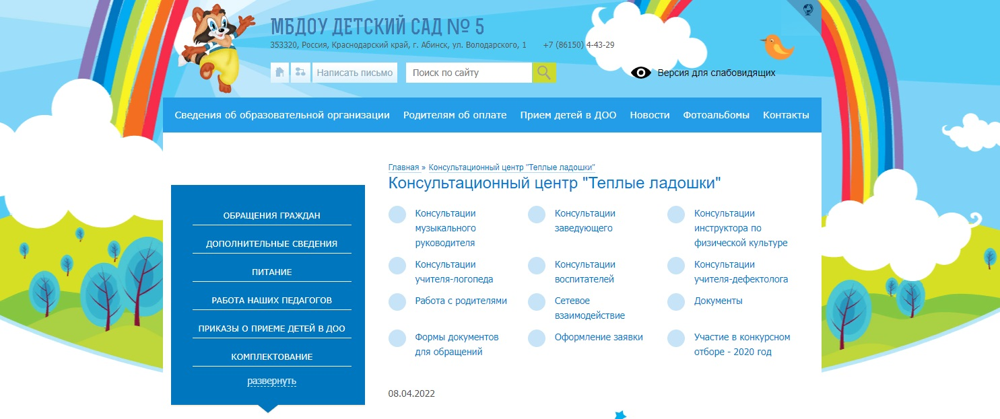 МБДОУ ДЕТСКИЙ САД № 5
353320, Россия, Краснодарский край, г. Абинск, ул. Володарского, 1 +7 (86150) 4-43-29
Написать письмо Поиск по сайту Версия для слабовидящих
Сведения об образовательной организации Родителям об оплате Прием детей в ДОО Новости Фотоальбомы Контакты
ОБРАЩЕНИЯ ГРАЖДАН
ДОПОЛНИТЕЛЬНЫЕ СВЕДЕНИЯ
ПИТАНИЕ
РАБОТА НАШИХ ПЕДАГОГОВ
ПРИКАЗЫ О ПРИЕМЕ ДЕТЕЙ В ДОО
КОМПЛЕКТОВАНИЕ
развернуть
Главная » Консультационный центр "Теплые ладошки"
Консультационный центр "Теплые ладошки"
Консультации
музыкального
руководителя
Консультации
заведующего
Консультации
инструктора по
физической культуре
Консультации
учителя-логопеда
Консультации
воспитателей
Консультации
учителя-дефектолога
Работа с родителями
Сетевое
взаимодействие
Документы
Формы документов
для обращений
Оформление заявки
Участие в конкурсном
отборе - 2020 год
08.04.2022